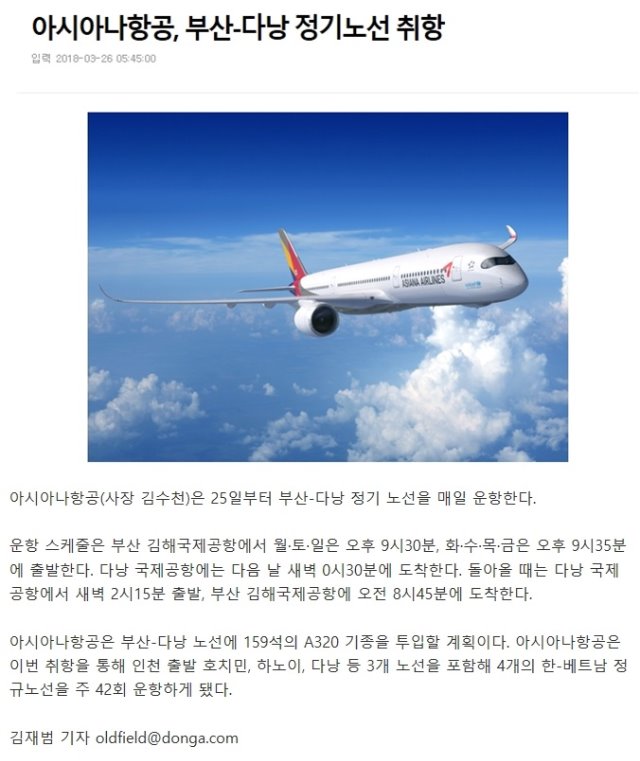 아시아나항공, 부산-다낭 정기노선 취항
입력 2018-03-26 05:45:00
ASIANA AIRLINES
아시아나항공(사장 김수천)은 25일부터 부산-다낭 정기 노선을 매일 운항한다.
운항 스케줄은 부산 김해국제공항에서 월·토·일은 오후 9시30분, 화·수·목·금은 오후 9시35분
에 출발한다. 다낭 국제공항에는 다음 날 새벽 0시30분에 도착한다. 돌아올 때는 다낭 국제
공항에서 새벽 2시15분 출발, 부산 김해국제공항에 오전 8시45분에 도착한다.
아시아나항공은 부산-다낭 노선에 159석의 A320 기종을 투입할 계획이다. 아시아나항공은
이번 취항을 통해 인천 출발 호치민, 하노이, 다낭 등 3개 노선을 포함해 4개의 한-베트남 정
규노선을 주 42회 운항하게 됐다.
김재범 기자 oldfield@donga.com